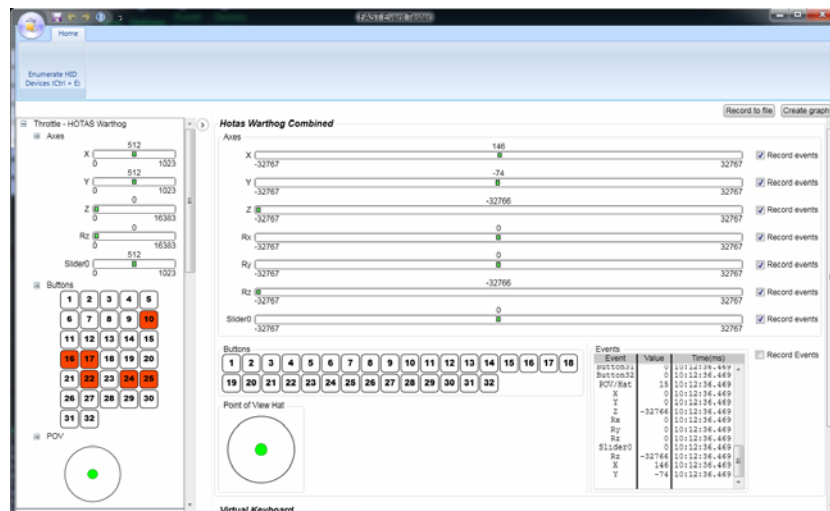 FAST Event Tester
Home
Enumerate HID
Devices (Ctrl + E)
Record to file Create graph
Throttle - HOTAS Warthog
Axes
512
X
0 1023
512
Y
0 1023
0
Z
0 16383
0
Rz
0 16383
512
Slider0
0 1023
Buttons
1 2 3 4 5
6 7 8 9 10
11 12 13 14 15
16 17 18 19 20
21 22 23 24 25
26 27 28 29 30
31 32
POV
Hotas Warthog Combined
Axes
146
X Record events
-32767 32767
-74
Y Record events
-32767 32767
-32766
Z Record events
-32767 32767
0
Rx Record events
-32767 32767
0
Ry Record events
-32767 32767
-32766
Rz Record events
-32767 32767
0
Slider0 Record events
-32767 32767
Buttons
1 2 3 4 5 6 7 8 9 10 11 12 13 14 15 16 17 18
19 20 21 22 23 24 25 26 27 28 29 30 31 32
Point of View Hat
Events Record Events
Event Value Time(ms)
Button31 0 10:12:36.469
Button32 0 10:12:36.469
POV/Hat 15 10:12:36.469
X 0 10:12:36.469
Y 0 10:12:36.469
Z -32766 10:12:36.469
Rx 0 10:12:36.469
Ry 0 10:12:36.469
Rz 0 10:12:36.469
Slider0 0 10:12:36.469
Rz -32766 10:12:36.469
X 146 10:12:36.469
Y -74 10:12:36.469
Virtual Keyboard